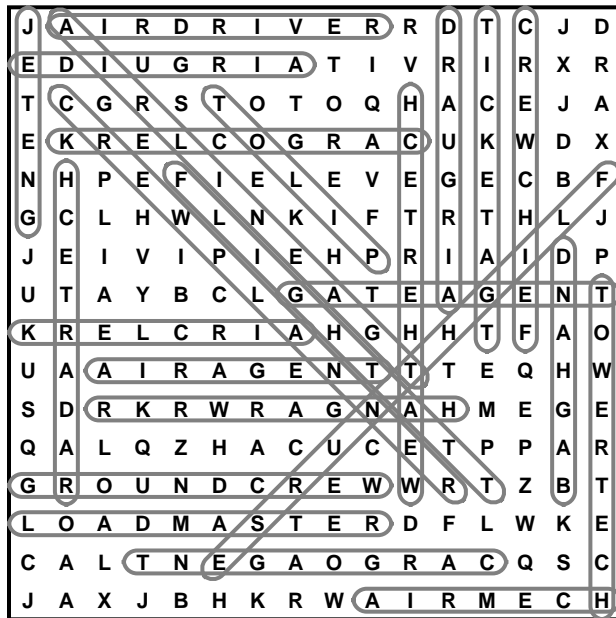 J A I R D R I V E R R D T C J D
E D I U G R I A T I V R I R X R
T C G R S T O T O Q H A C E J A
E K R E L C O G R A C U K W D X
N H P E F I E L E V E G E C B F
G C L H W L N K I F T R T H L J
J E I V I P I E H P R I A I D P
U T A Y B C L G A T E A G E N T
K R E L C R I A H G H H T F A O
U A A I R A G E N T T T E Q H W
S D R K R W R A G N A H M E G E
Q A L Q Z H A C U C E T P P A R
G R O U N D C R E W W R T Z B T
L O A D M A S T E R D F L W K E
C A L T N E G A O G R A C Q S C
J A X J B H K R W A I R M E C H